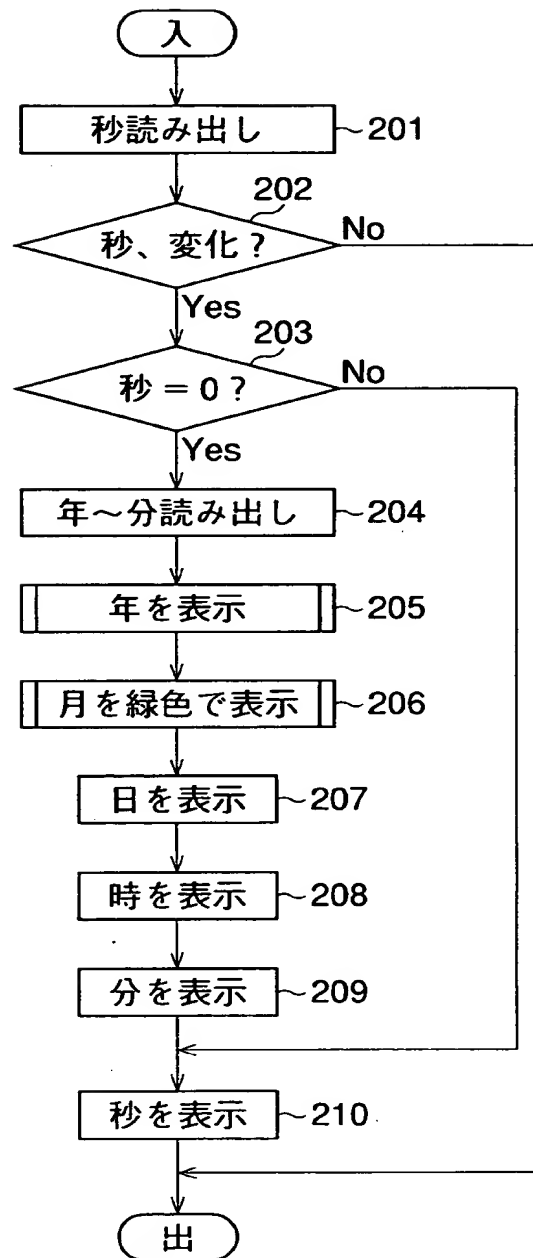 入
秒読み出し ~201
202
秒、変化? No
Yes
203
秒=0? No
Yes
年~分読み出し ~204
年を表示 ~205
月を緑色で表示 ~206
日を表示 ~207
時を表示 ~208
分を表示 ~209
秒を表示 ~210
出